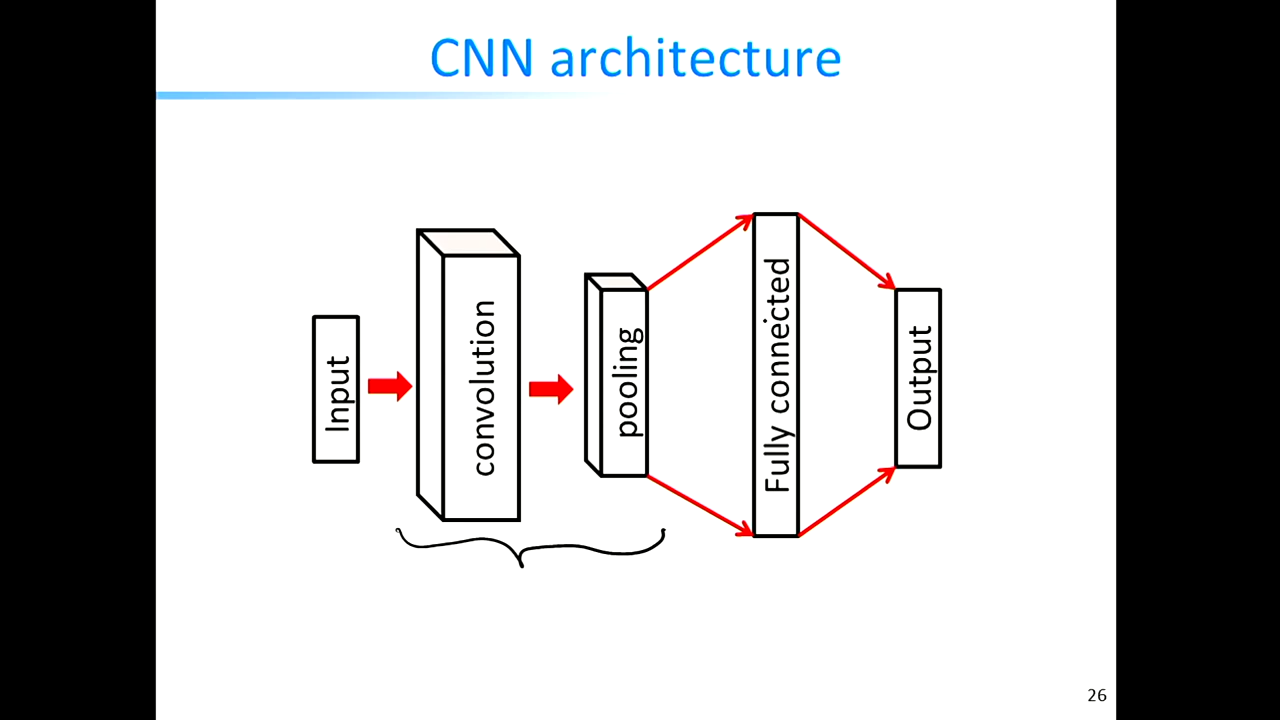 CNN architecture
Input
convolution
pooling
Fully connected
Output
26